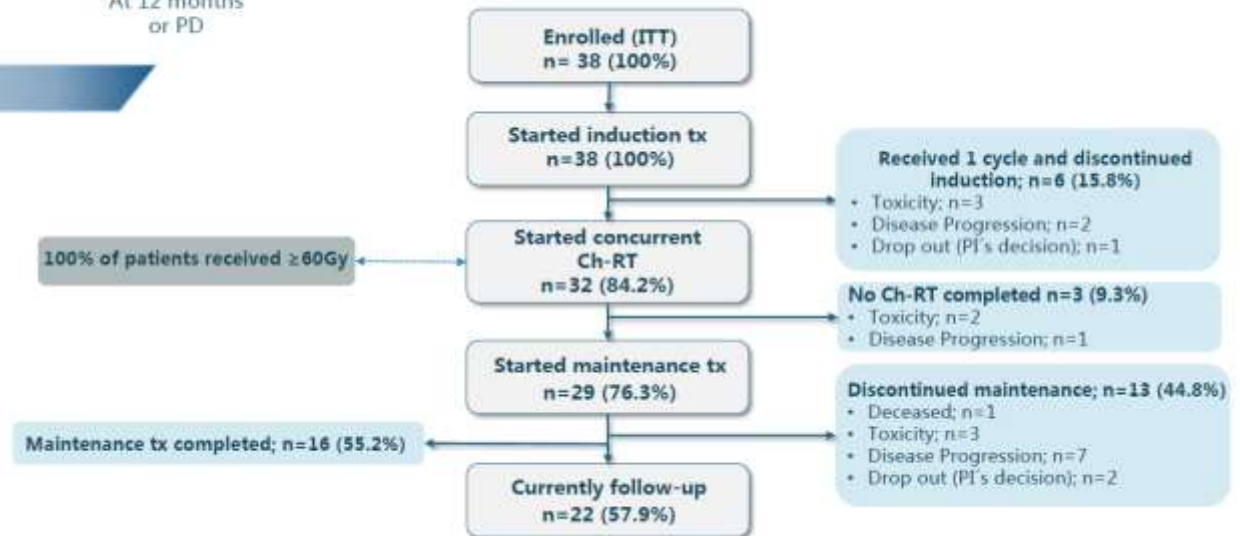 At 12 months
or PD
Enrolled (ITT)
n= 38 (100%)
Started induction tx
n=38 (100%)
Received 1 cycle and discontinued
induction; n=6 (15.8%)
• Toxicity; n=3
• Disease Progression; n=2
• Drop out (PI´s decision); n=1
Started concurrent
Ch-RT
n=32 (84.2%)
100% of patients received ≥60Gy
No Ch-RT completed n=3 (9.3%)
• Toxicity; n=2
• Disease Progression; n=1
Started maintenance tx
n=29 (76.3%)
Discontinued maintenance; n=13 (44.8%)
• Deceased; n=1
• Toxicity; n=3
• Disease Progression; n=7
• Drop out (PI´s decision); n=2
Maintenance tx completed; n=16 (55.2%)
Currently follow-up
n=22 (57.9%)